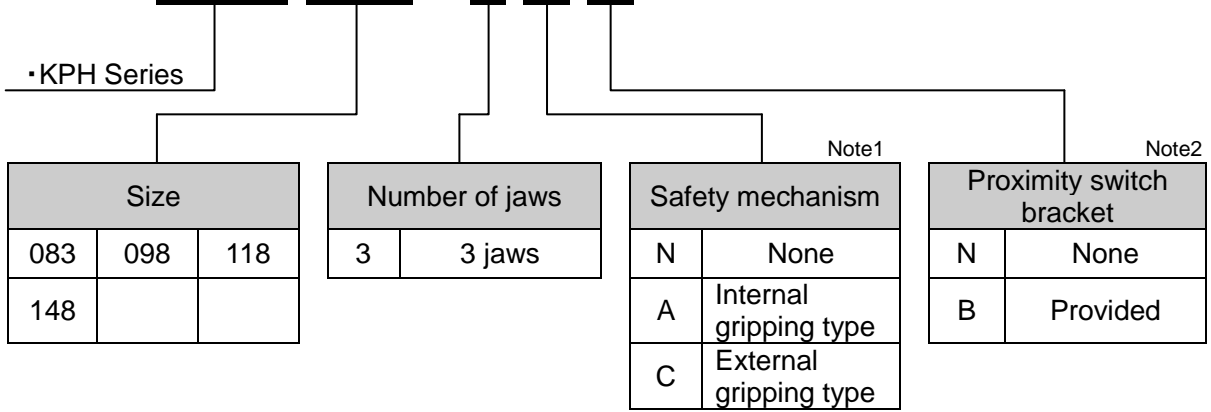 ・KPH Series
Note1
Note2
Size
083 098 118
148
Number of jaws
3 3 jaws
Safety mechanism
N None
A Internal
gripping type
C External
gripping type
Proximity switch
bracket
N None
B Provided